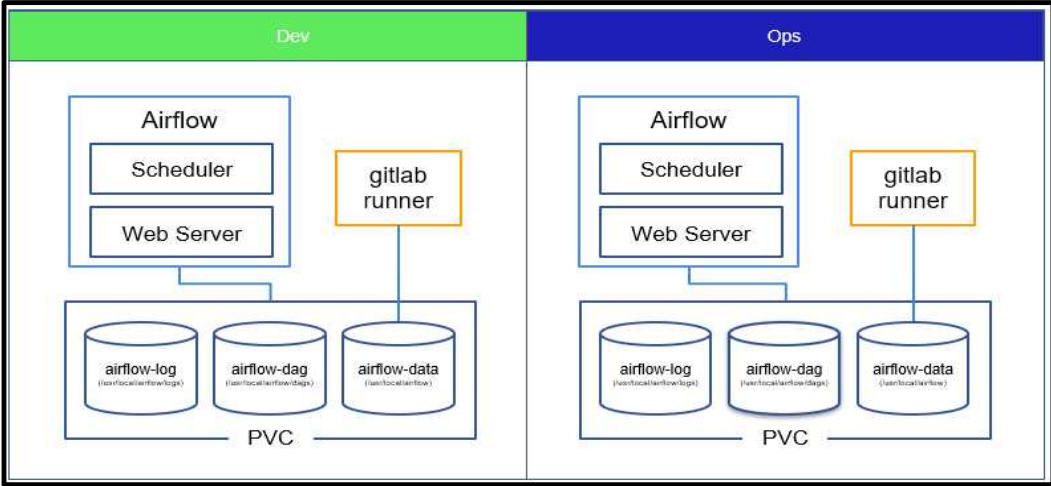 Dev
Ops
Airflow
Scheduler
Web Server
gitlab
runner
airflow-log
(/usr/local/airflow/logs)
airflow-dag
(/usr/local/airflow/dags)
airflow-data
(/usr/local/airflow)
PVC
Airflow
Scheduler
Web Server
gitlab
runner
airflow-log
(/usr/local/airflow/logs)
airflow-dag
(/usr/local/airflow/dags)
airflow-data
(/usr/local/airflow)
PVC